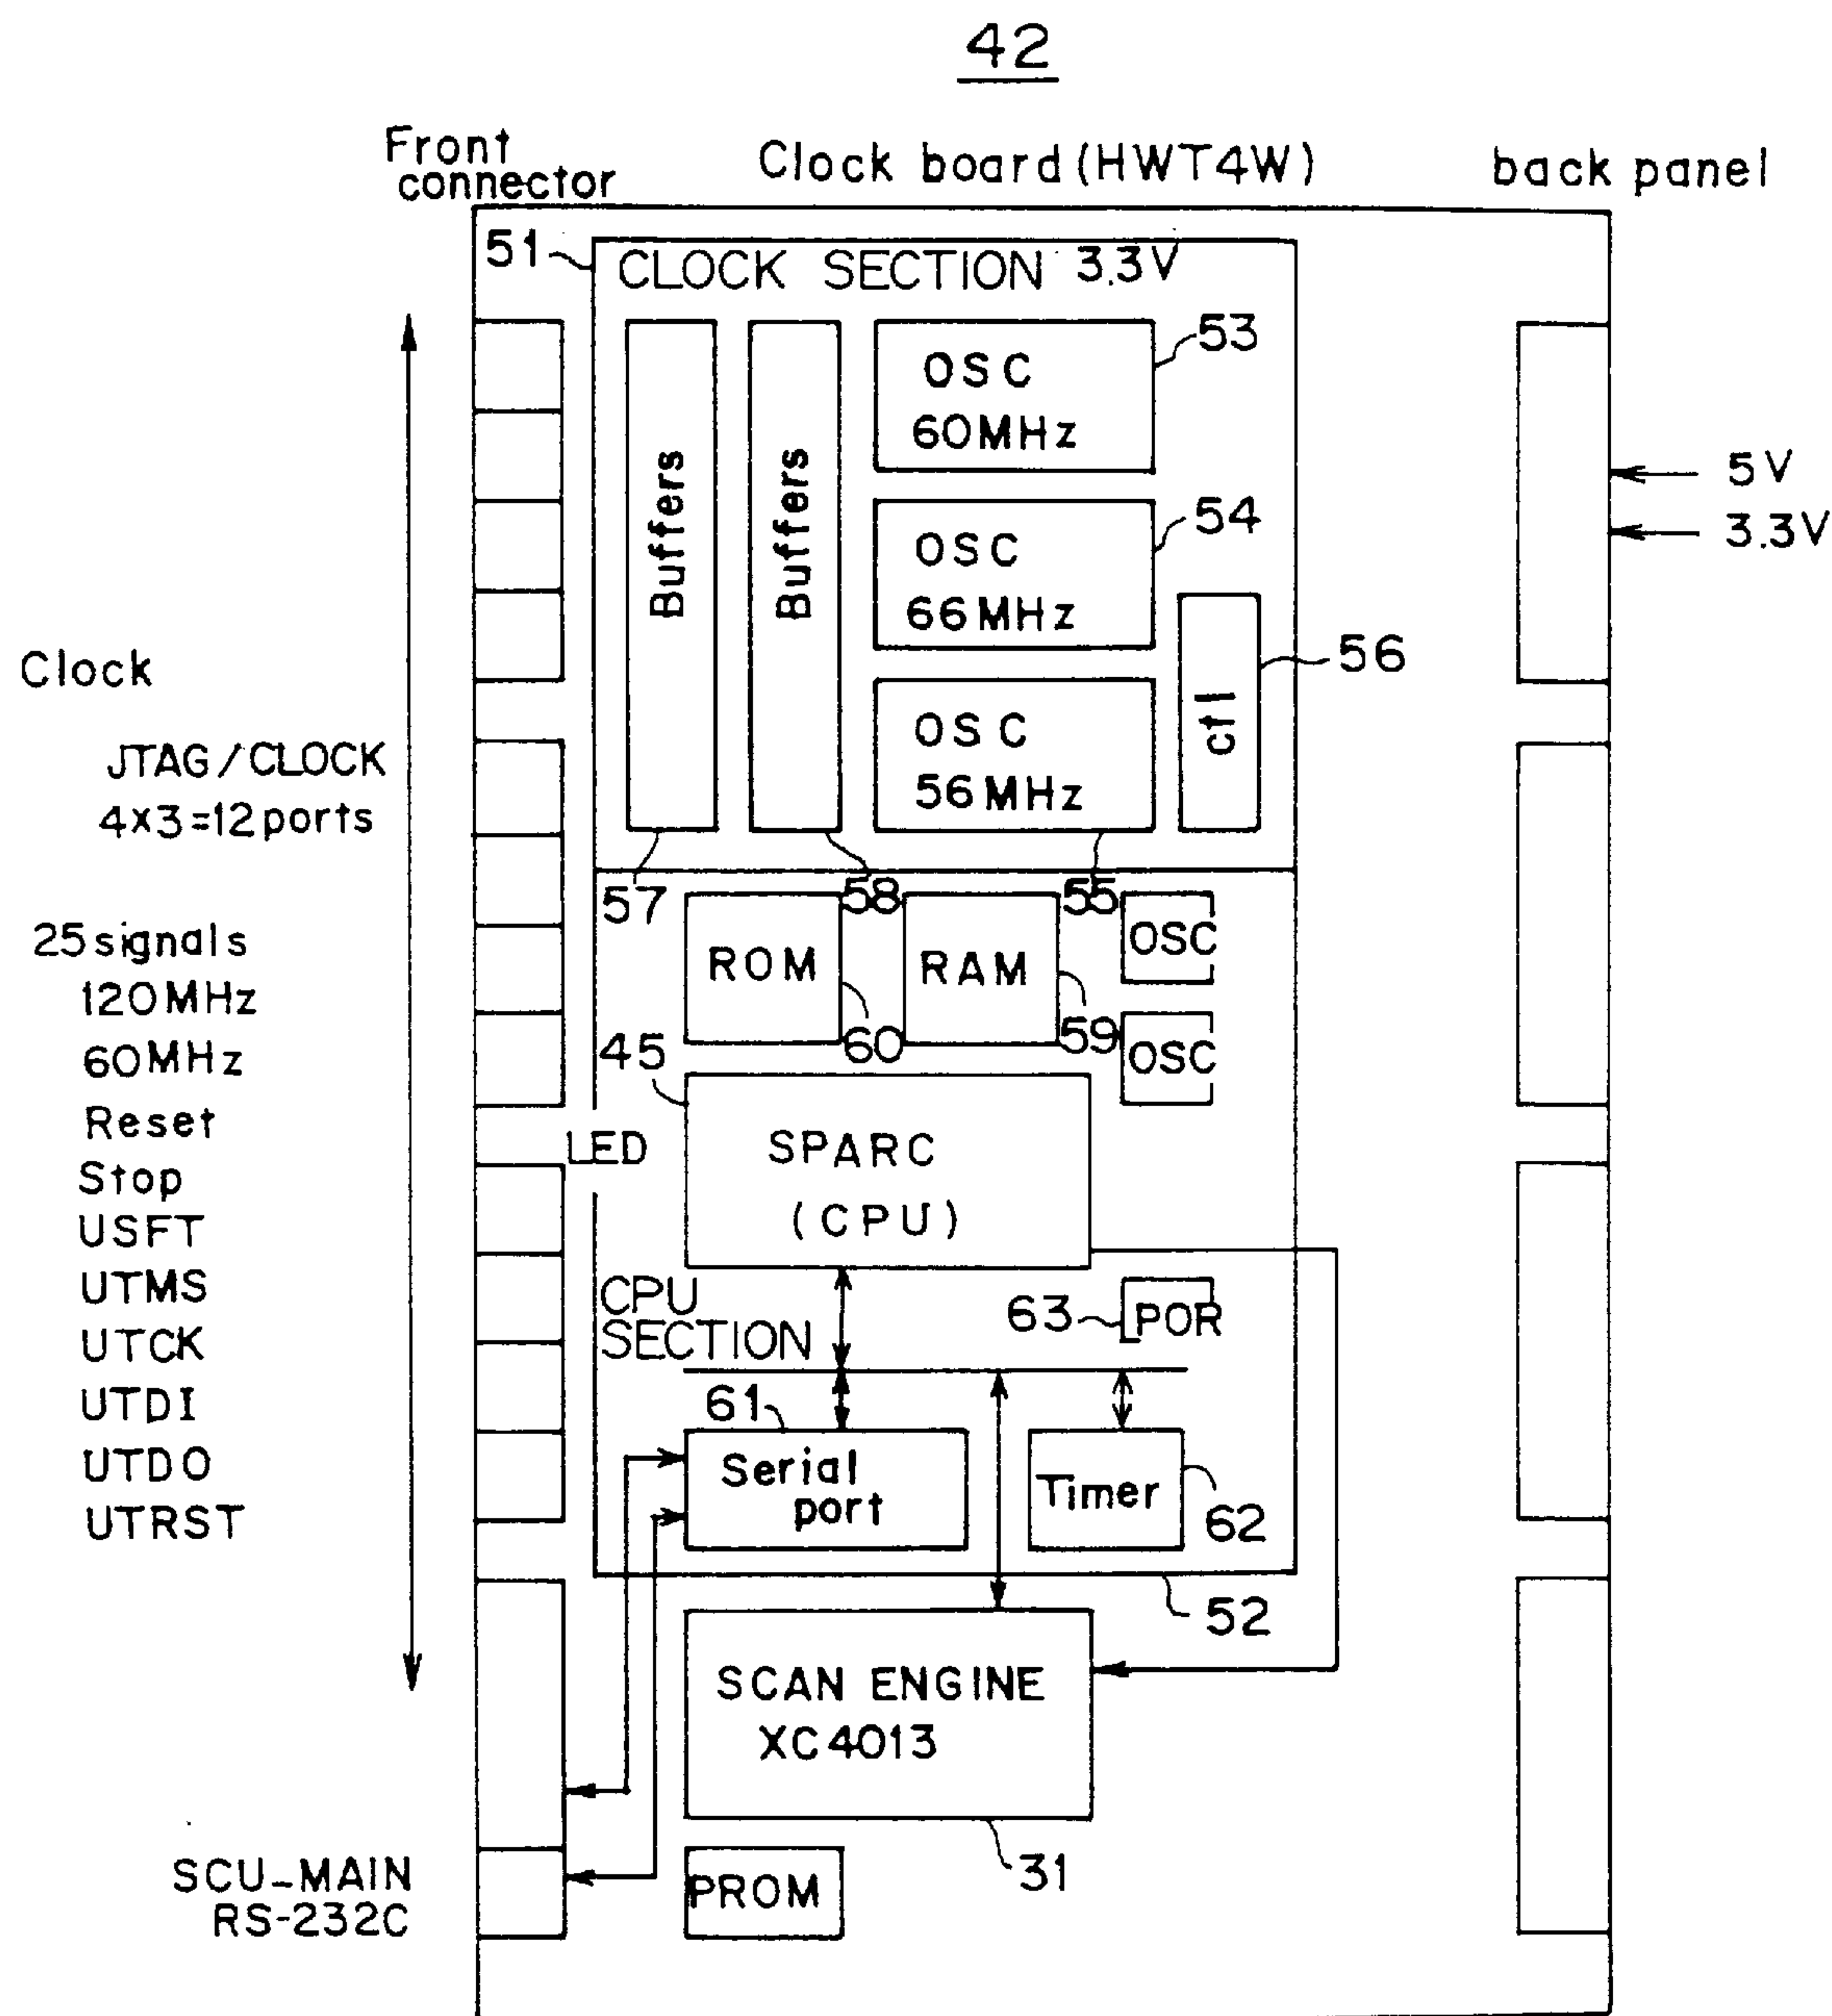 42
Front
connector
Clock board (HWT4W)
back panel
51
CLOCK SECTION 3.3V
53
OSC
60MHz
Buffers
Buffers
5V
3.3V
54
OSC
66MHz
56
ctl
OSC
56MHz
Clock
JTAG/CLOCK
4x3=12ports
57
58
55
25signals
120MHz
60MHz
Reset
Stop
USFT
UTMS
UTCK
UTDI
UTDO
UTRST
ROM
RAM
OSC
60
59
OSC
45
LED
SPARC
(CPU)
CPU
SECTION
63
POR
61
Serial
port
Timer
62
52
SCAN ENGINE
XC4013
31
SCU-MAIN
RS-232C
PROM